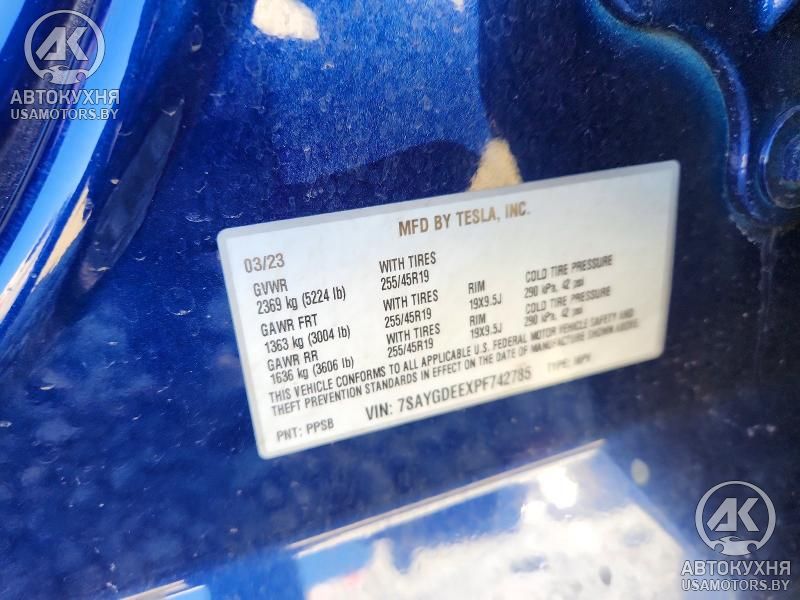 AK
АВТОКУХНЯ
USAMOTORS.BY
MFD BY TESLA, INC.
03/23
GVWR WITH TIRES RIM COLD TIRE PRESSURE
2369 kg (5224 lb) 255/45R19 19X9.5J 290 kPa, 42 psi
GAWR FRT WITH TIRES RIM COLD TIRE PRESSURE
1363 kg (3004 lb) 255/45R19 19X9.5J 290 kPa, 42 psi
GAWR RR WITH TIRES
1636 kg (3606 lb) 255/45R19
THIS VEHICLE CONFORMS TO ALL APPLICABLE U.S. FEDERAL MOTOR VEHICLE SAFETY AND
THEFT PREVENTION STANDARDS IN EFFECT ON THE DATE OF MANUFACTURE SHOWN ABOVE.
PNT: PPSB VIN: 7SAYGDEEXPF742785 TYPE: MPV
AK
АВТОКУХНЯ
USAMOTORS.BY